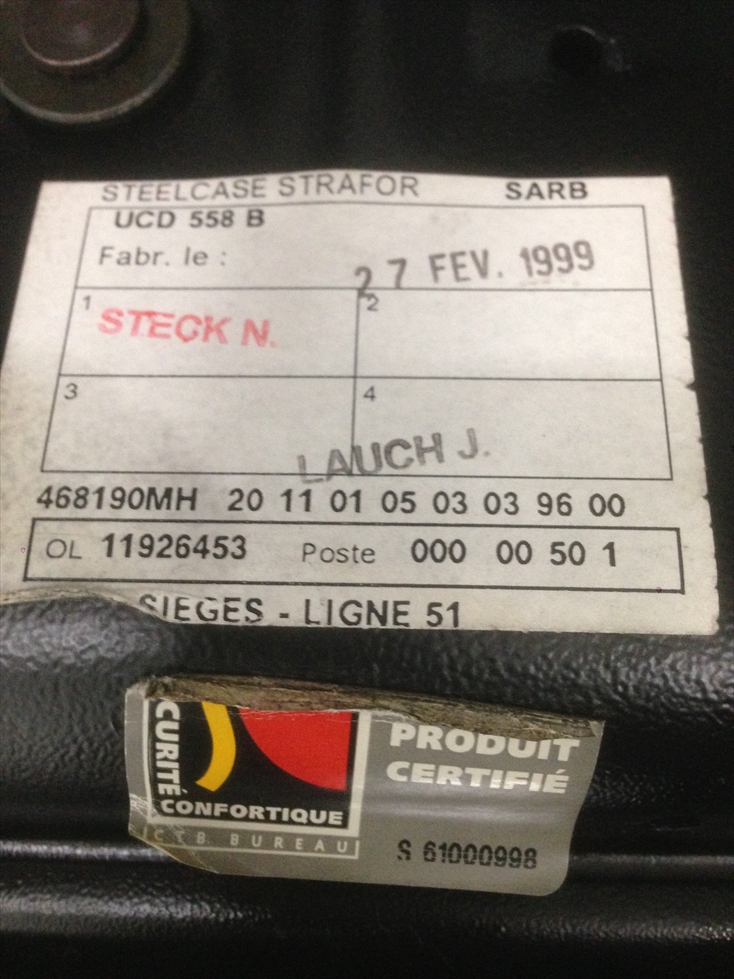 STEELCASE STRAFOR SARB
UCD 558 B
Fabr. le : 27 FEV. 1999
1 STECK N. 2
3 4
LAUCH J.
468190MH 20 11 01 05 03 03 96 00
OL 11926453 Poste 000 00 50 1
SIEGES - LIGNE 51
CURITÉ
CONFORTIQUE
C T B BUREAU
PRODUIT
CERTIFIÉ
S 61000998